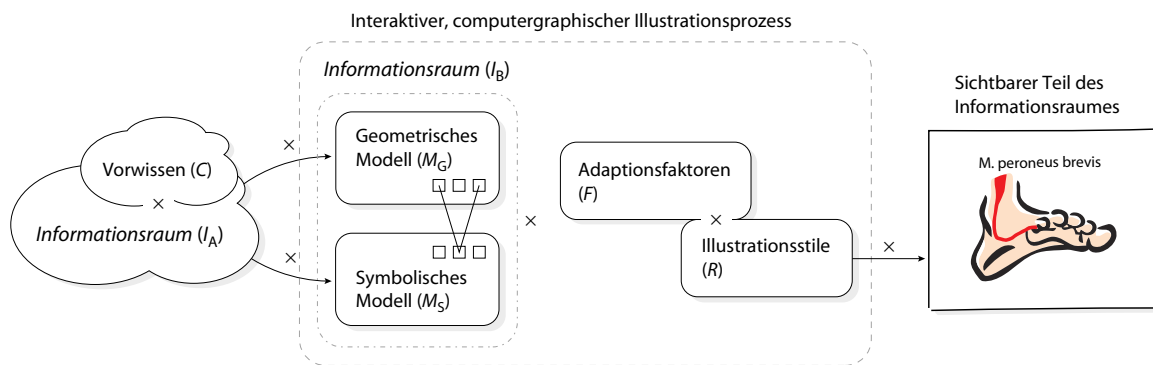 Interaktiver, computergraphischer Illustrationsprozess
Vorwissen (C)
×
Informationsraum (I_A)
×
×
Informationsraum (I_B)
Geometrisches
Modell (M_G)
Symbolisches
Modell (M_S)
×
Adaptionsfaktoren
(F)
×
Illustrationsstile
(R)
×
Sichtbarer Teil des
Informationsraumes
M. peroneus brevis